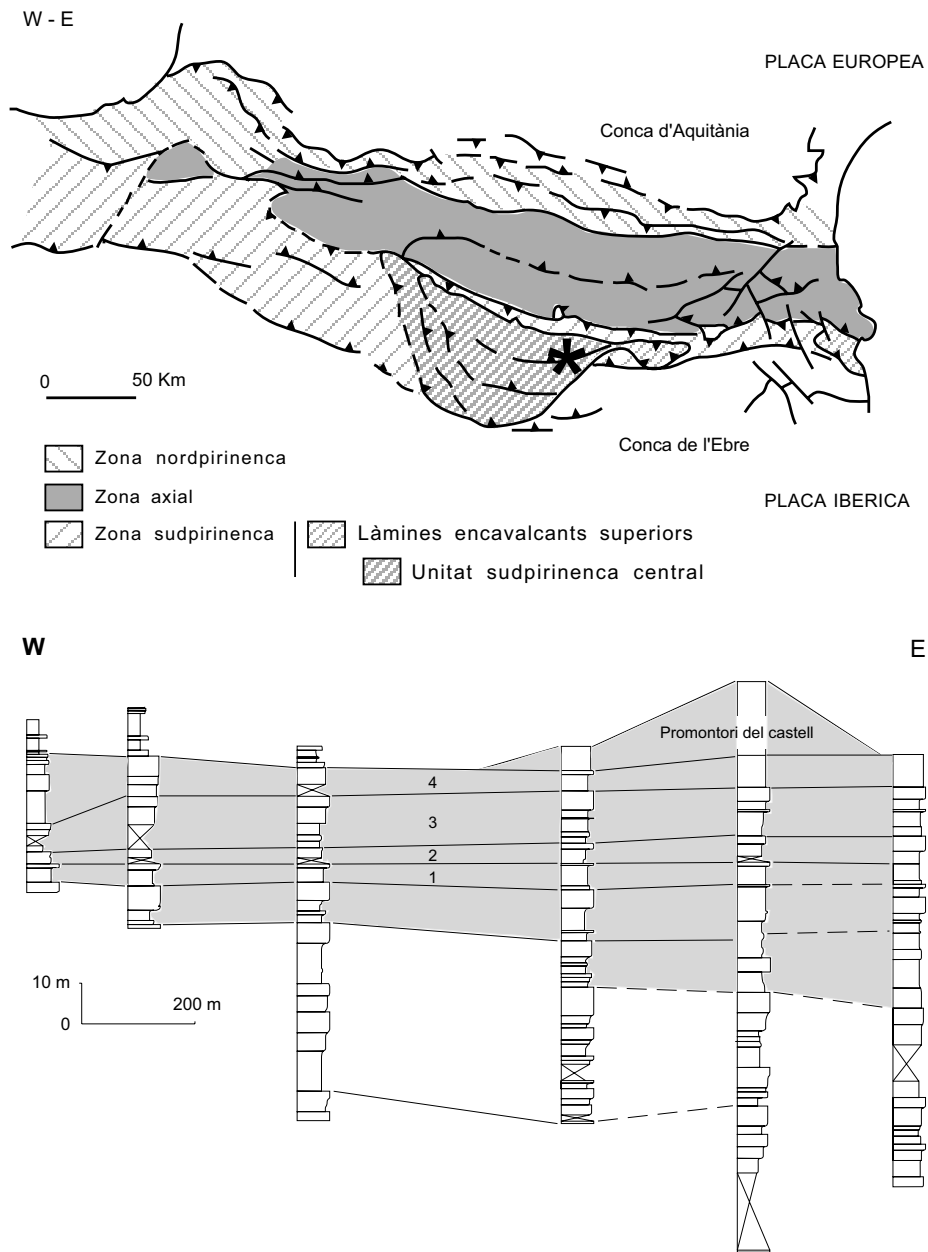 W - E
PLACA EUROPEA
Conca d'Aquitània
0 50 Km
Conca de l'Ebre
PLACA IBERICA
Zona nordpirinenca
Zona axial
Zona sudpirinenca
Làmines encavalcants superiors
Unitat sudpirinenca central
W E
Promontori del castell
4
3
2
1
10 m
0
200 m